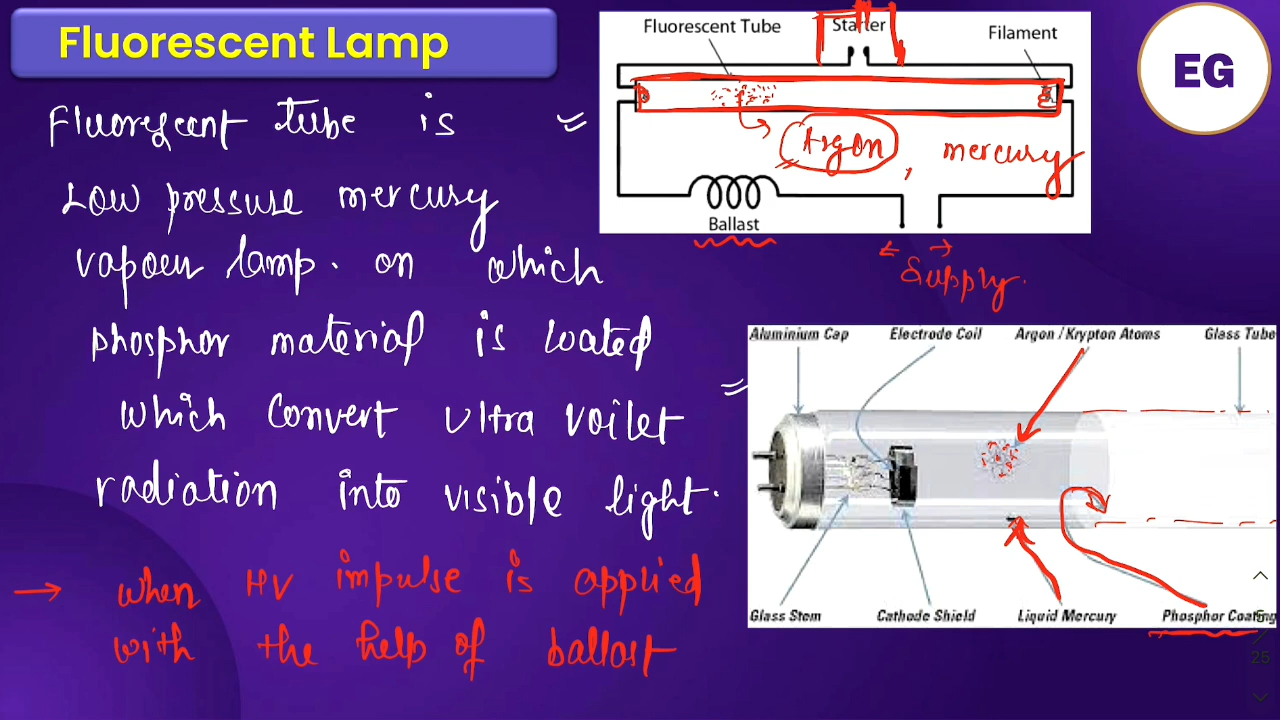 Fluorescent Lamp
EG
Fluorescent tube is =
Low pressure mercury
vapour lamp. on which
phosphor material is coated
which convert ultra voilet
radiation into visible light.
→ when HV impulse is applied
with the help of ballast
Fluorescent Tube
Starter
Filament
Argon, mercury
Ballast
Supply.
=
Aluminium Cap
Electrode Coil
Argon / Krypton Atoms
Glass Tube
Glass Stem
Cathode Shield
Liquid Mercury
Phosphor Coating
25